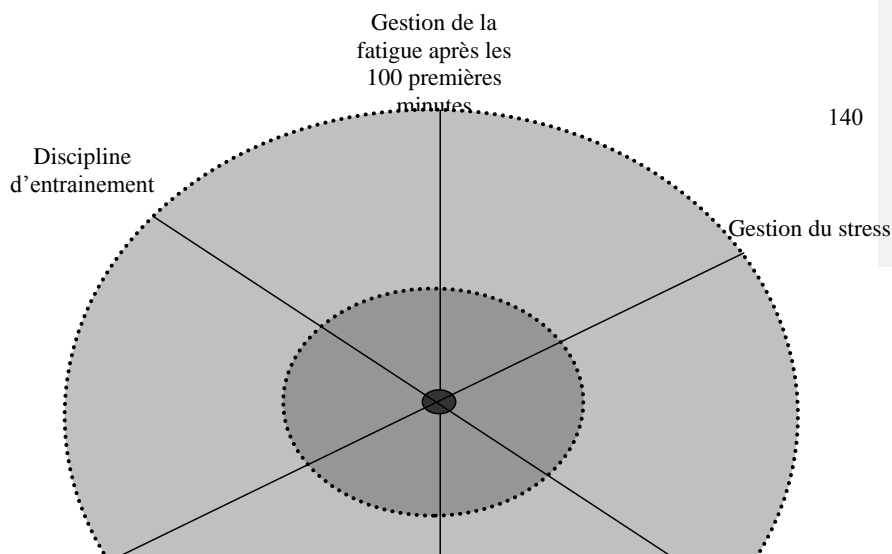 Gestion de la
fatigue après les
100 premières
minutes
140
Discipline
d’entrainement
Gestion du stress